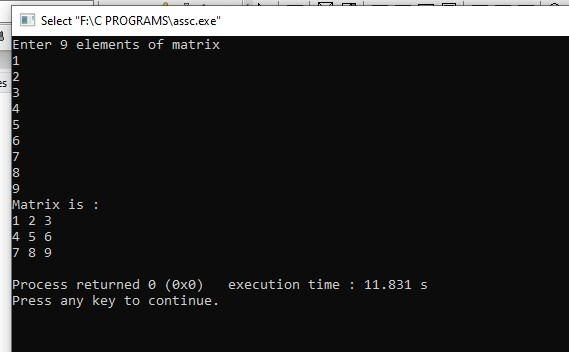 Select "F:\C PROGRAMS\assc.exe"
Enter 9 elements of matrix
1
2
3
4
5
6
7
8
9
Matrix is :
1 2 3
4 5 6
7 8 9
Process returned 0 (0x0)   execution time : 11.831 s
Press any key to continue.